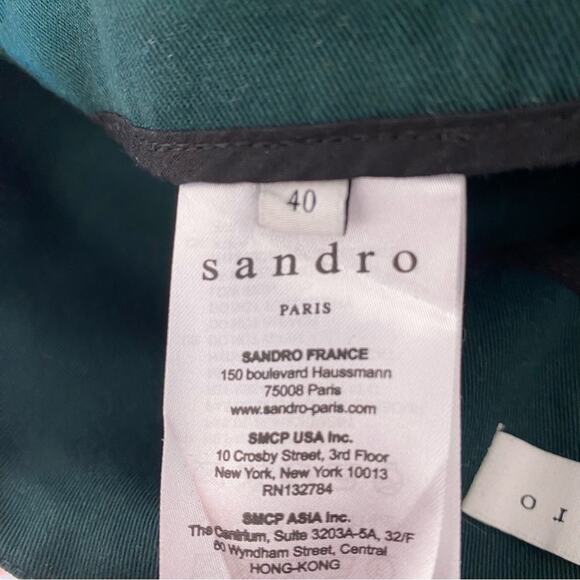 40
sandro
PARIS
SANDRO FRANCE
150 boulevard Haussmann
75008 Paris
www.sandro-paris.com
SMCP USA Inc.
10 Crosby Street, 3rd Floor
New York, New York 10013
RN132784
SMCP ASIA Inc.
The Centrium, Suite 3203A-5A, 32/F
60 Wyndham Street, Central
HONG-KONG
r o